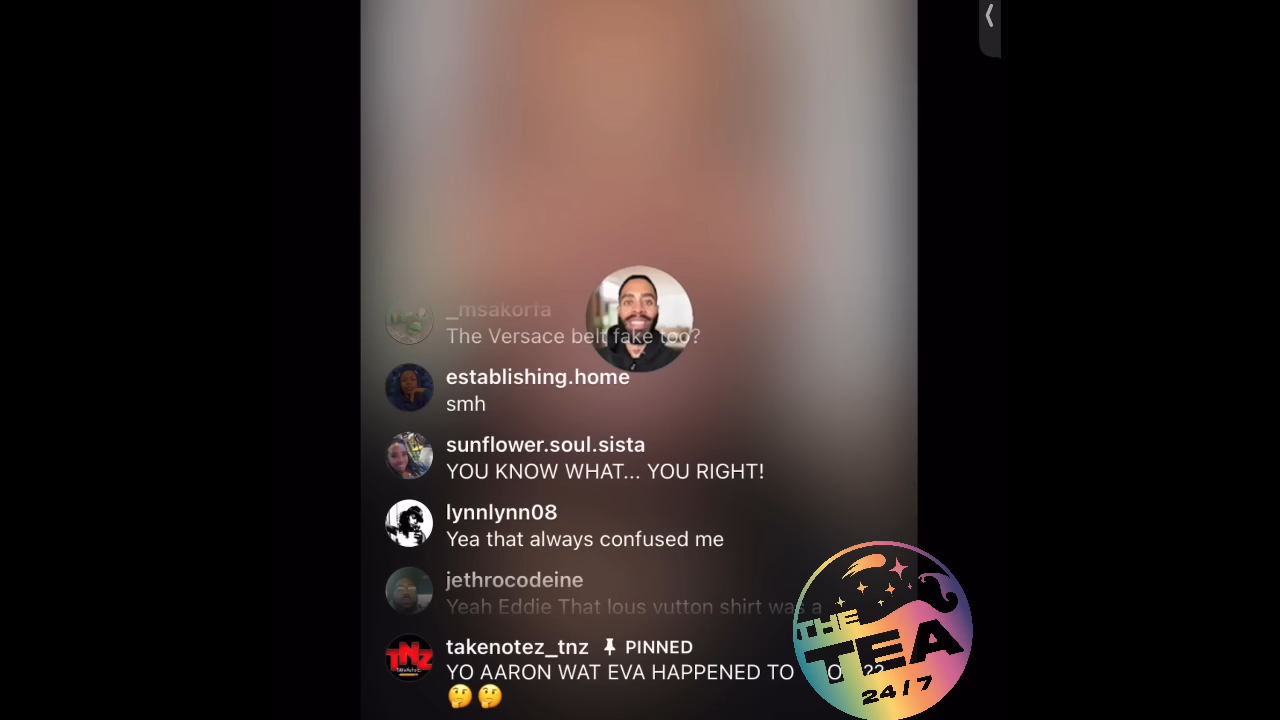 _msakorfa
The Versace belt fake too?
establishing.home
smh
sunflower.soul.sista
YOU KNOW WHAT... YOU RIGHT!
lynnlynn08
Yea that always confused me
jethrocodeine
Yeah Eddie That lous vutton shirt was a
takenotez_tnz PINNED
YO AARON WAT EVA HAPPENED TO
TNZ
THE
TEA
24/7